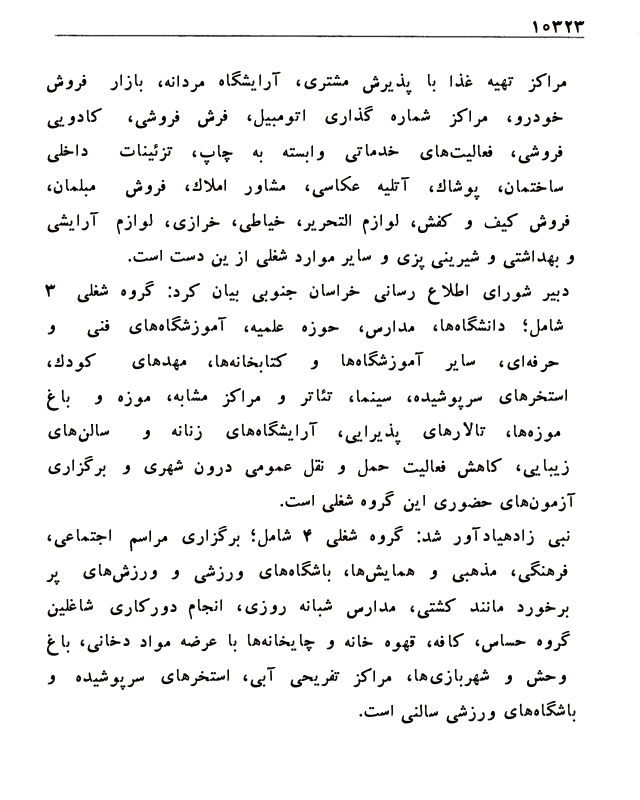 ۱۰۳۲۳
مراکز تهیه غذا با پذیرش مشتری، آرایشگاه مردانه، بازار فروش
خودرو، مراکز شماره گذاری اتومبیل، فرش فروشی، کادویی
فروشی، فعالیت‌های خدماتی وابسته به چاپ، تزئینات داخلی
ساختمان، پوشاك، آتلیه عکاسی، مشاور املاك، فروش مبلمان،
فروش کیف و کفش، لوازم التحریر، خیاطی، خرازی، لوازم آرایشی
و بهداشتی و شیرینی پزی و سایر موارد شغلی از ین دست است.
دبیر شورای اطلاع رسانی خراسان جنوبی بیان کرد: گروه شغلی ۳
شامل؛ دانشگاه‌ها، مدارس، حوزه علمیه، آموزشگاه‌های فنی و
حرفه‌ای، سایر آموزشگاه‌ها و کتابخانه‌ها، مهدهای کودك،
استخرهای سرپوشیده، سینما، تئاتر و مراکز مشابه، موزه و باغ
موزه‌ها، تالارهای پذیرایی، آرایشگاه‌های زنانه و سالن‌های
زیبایی، کاهش فعالیت حمل و نقل عمومی درون شهری و برگزاری
آزمون‌های حضوری این گروه شغلی است.
نبی زادهیادآور شد: گروه شغلی ۴ شامل؛ برگزاری مراسم اجتماعی،
فرهنگی، مذهبی و همایش‌ها، باشگاه‌های ورزشی و ورزش‌های پر
برخورد مانند کشتی، مدارس شبانه روزی، انجام دورکاری شاغلین
گروه حساس، کافه، قهوه خانه و چایخانه‌ها با عرضه مواد دخانی، باغ
وحش و شهربازی‌ها، مراکز تفریحی آبی، استخرهای سرپوشیده و
باشگاه‌های ورزشی سالنی است.